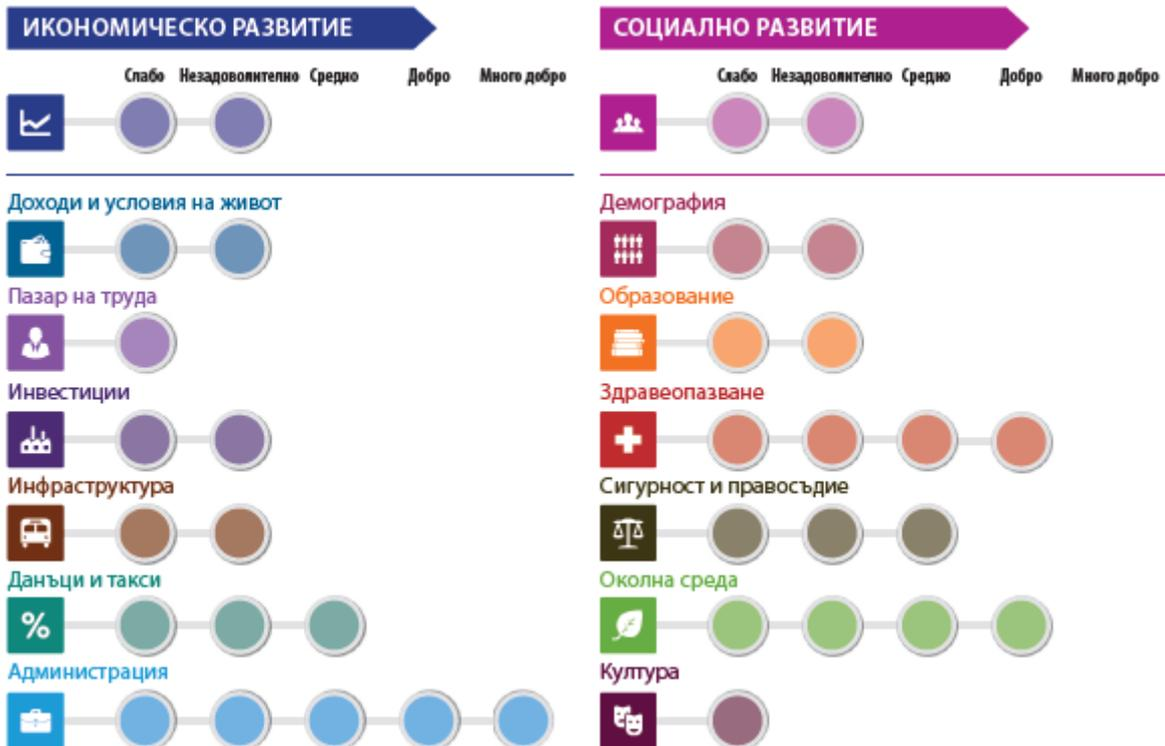 ИКОНОМИЧЕСКО РАЗВИТИЕ
Слабо Незадоволително Средно Добро Много добро
Доходи и условия на живот
Пазар на труда
Инвестиции
Инфраструктура
Данъци и такси
%
Администрация
СОЦИАЛНО РАЗВИТИЕ
Слабо Незадоволително Средно Добро Много добро
Демография
Образование
Здравеопазване
Сигурност и правосъдие
Околна среда
Култура